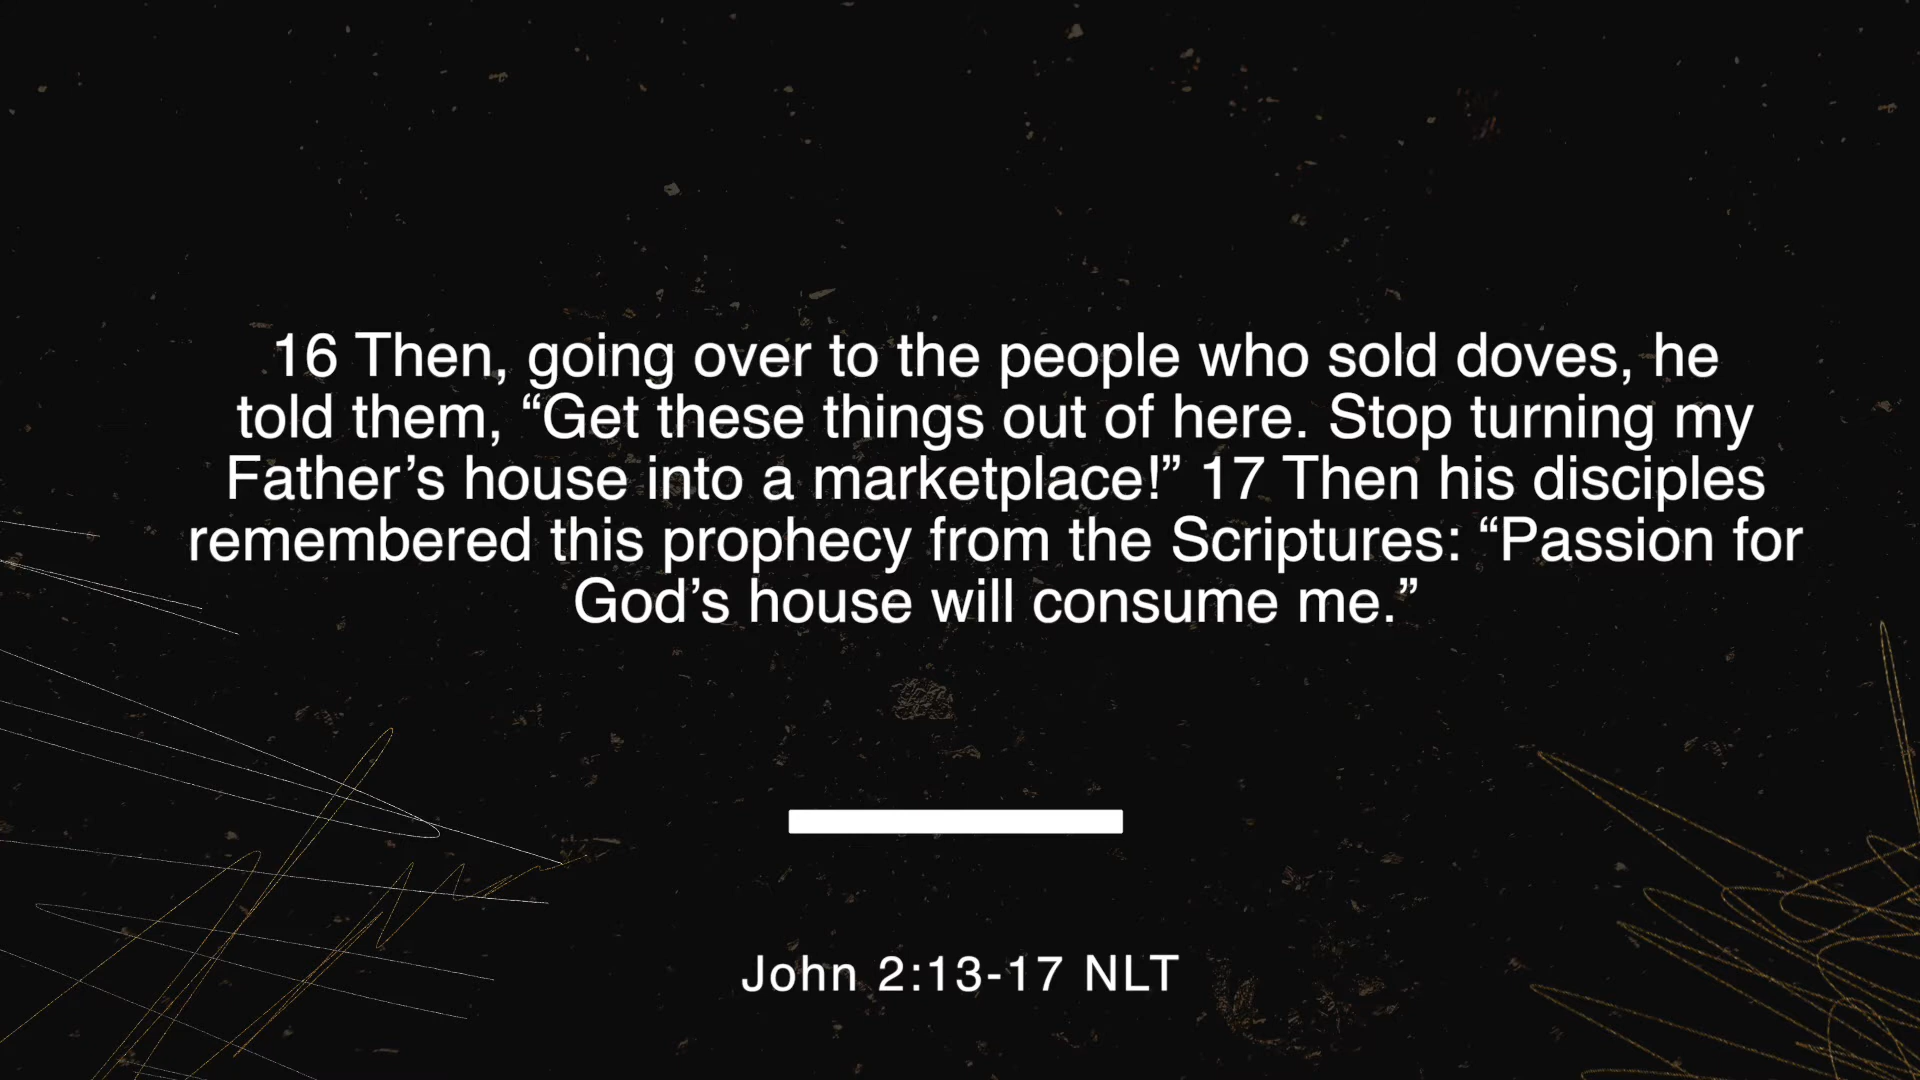 16 Then, going over to the people who sold doves, he
told them, “Get these things out of here. Stop turning my
Father’s house into a marketplace!” 17 Then his disciples
remembered this prophecy from the Scriptures: “Passion for
God’s house will consume me.”
John 2:13-17 NLT